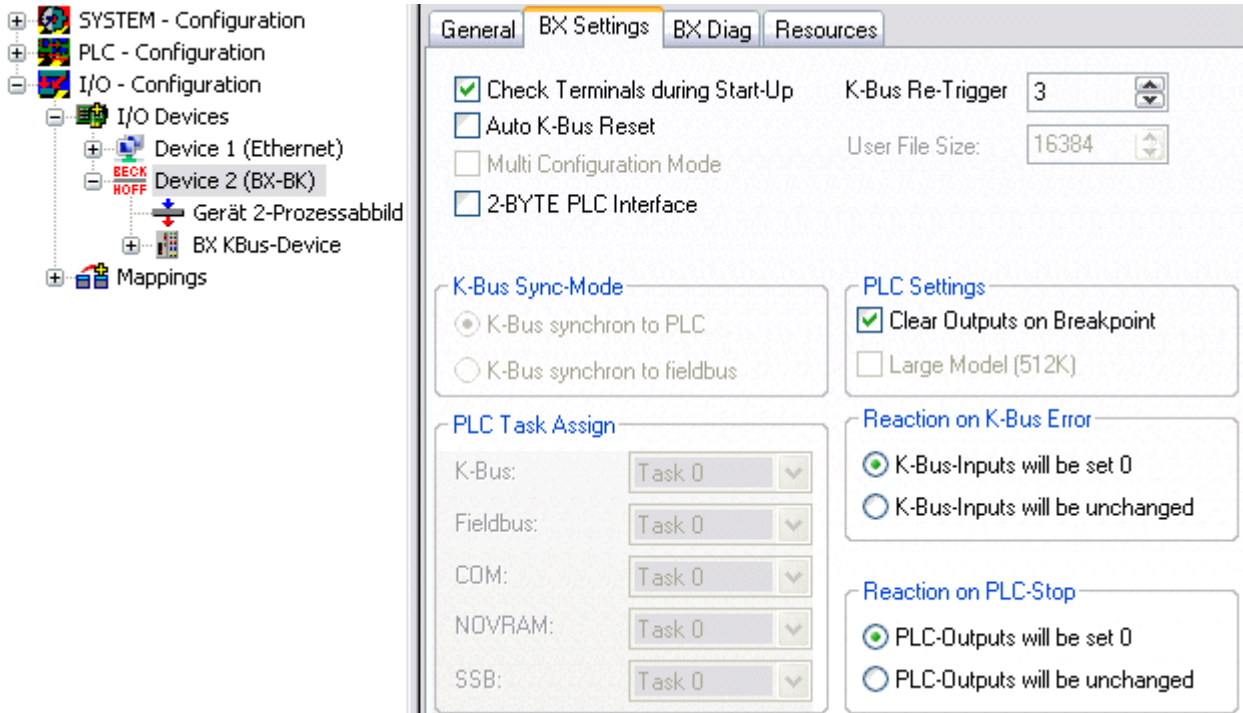 SYSTEM - Configuration
PLC - Configuration
I/O - Configuration
I/O Devices
Device 1 (Ethernet)
BECK
HOFF
Device 2 (BX-BK)
Gerät 2-Prozessabbild
BX KBus-Device
Mappings
General BX Settings BX Diag Resources
Check Terminals during Start-Up
Auto K-Bus Reset
Multi Configuration Mode
2-BYTE PLC Interface
K-Bus Re-Trigger 3
User File Size: 16384
K-Bus Sync-Mode
K-Bus synchron to PLC
K-Bus synchron to fieldbus
PLC Settings
Clear Outputs on Breakpoint
Large Model (512K)
PLC Task Assign
K-Bus: Task 0
Fieldbus: Task 0
COM: Task 0
NOVRAM: Task 0
SSB: Task 0
Reaction on K-Bus Error
K-Bus-Inputs will be set 0
K-Bus-Inputs will be unchanged
Reaction on PLC-Stop
PLC-Outputs will be set 0
PLC-Outputs will be unchanged